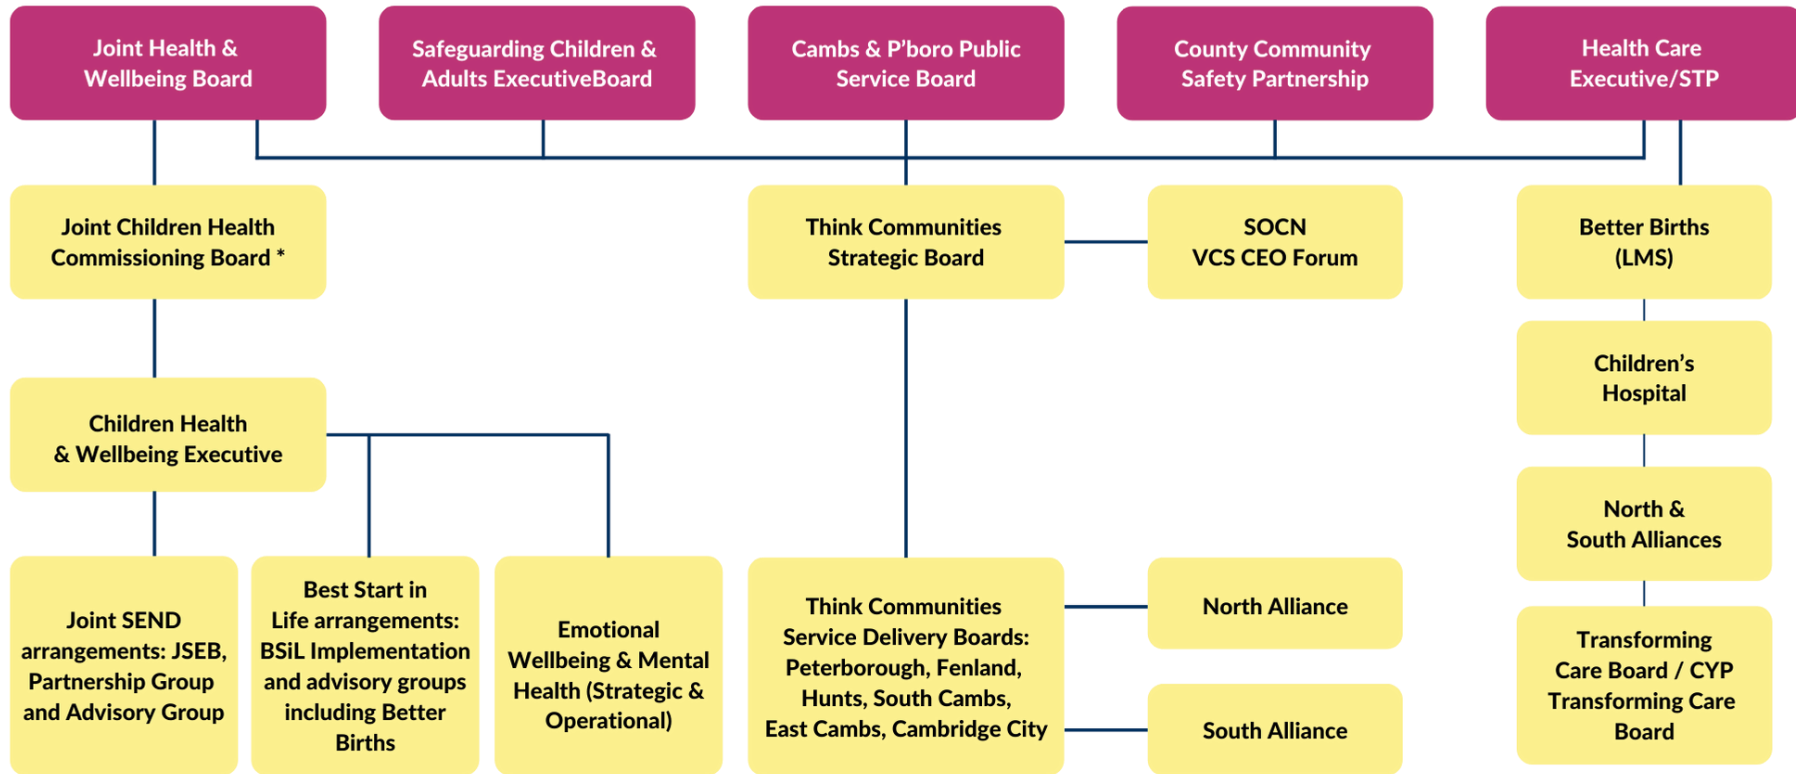 Joint Health &
Wellbeing Board
Safeguarding Children &
Adults ExecutiveBoard
Cambs & P’boro Public
Service Board
County Community
Safety Partnership
Health Care
Executive/STP
Joint Children Health
Commissioning Board *
Think Communities
Strategic Board
SOCN
VCS CEO Forum
Better Births
(LMS)
Children’s
Hospital
Children Health
& Wellbeing Executive
North &
South Alliances
Joint SEND
arrangements: JSEB,
Partnership Group
and Advisory Group
Best Start in
Life arrangements:
BSiL Implementation
and advisory groups
including Better
Births
Emotional
Wellbeing & Mental
Health (Strategic &
Operational)
Think Communities
Service Delivery Boards:
Peterborough, Fenland,
Hunts, South Cambs,
East Cambs, Cambridge City
North Alliance
South Alliance
Transforming
Care Board / CYP
Transforming Care
Board